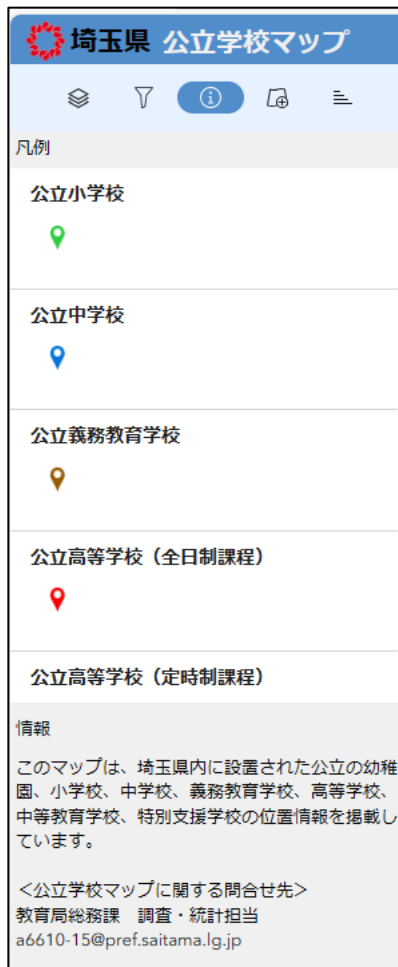 埼玉県 公立学校マップ
凡例
公立小学校
公立中学校
公立義務教育学校
公立高等学校（全日制課程）
公立高等学校（定時制課程）
情報
このマップは、埼玉県内に設置された公立の幼稚
園、小学校、中学校、義務教育学校、高等学校、
中等教育学校、特別支援学校の位置情報を掲載し
ています。
＜公立学校マップに関する問合せ先＞
教育局総務課　調査・統計担当
a6610-15@pref.saitama.lg.jp